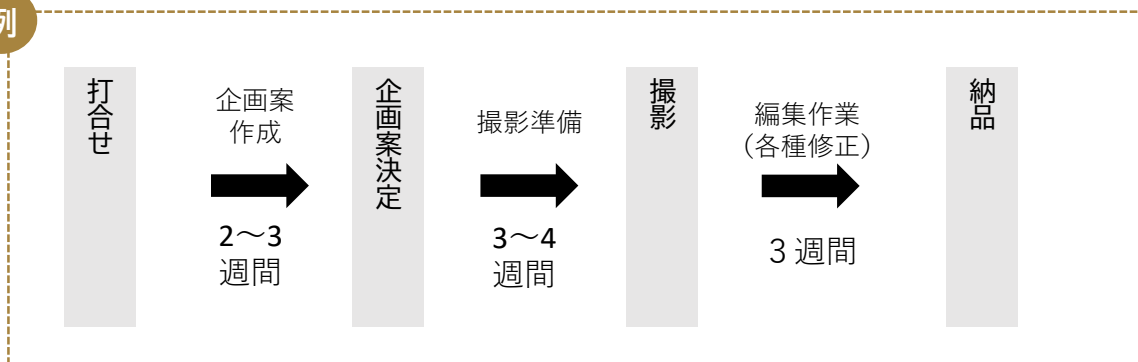 例
打合せ
企画案
作成
2～3
週間
企画案決定
撮影準備
3～4
週間
撮影
編集作業
（各種修正）
3 週間
納品